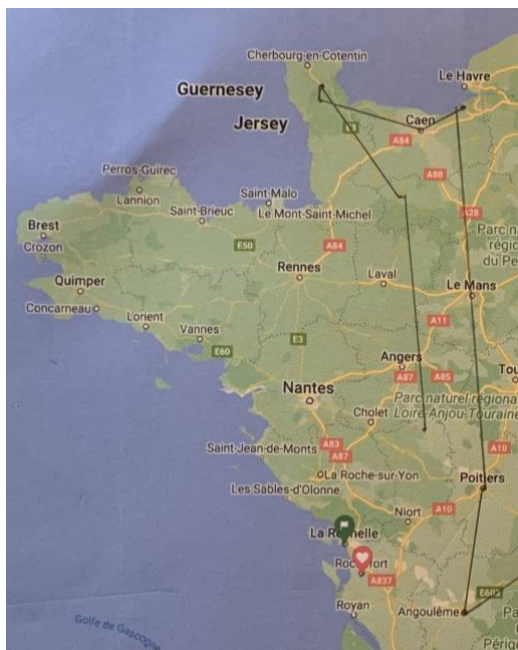 Cherbourg-en-Cotentin
Guernesey
Le Havre
Jersey
Caen
A84
A88
Perros-Guirec
Lannion
Saint-Malo
Saint-Brieuc
Le Mont-Saint-Michel
A28
Brest
Crozon
E50
A84
Parc n
régio
du Pe
Rennes
Laval
Quimper
Le Mans
Concarneau
Lorient
Vannes
E3
A11
E60
Angers
A87
A85
Tou
Nantes
Parc naturel régiona
Cholet
Loire-Anjou-Touraine
Saint-Jean-de-Monts
A83
A87
A10
La Roche-sur-Yon
Poitiers
Les Sables-d'Olonne
A10
Niort
La R helle
Roc fort
A837
Royan
Angoulême
Pa
Périg
Golfe de Gascogne